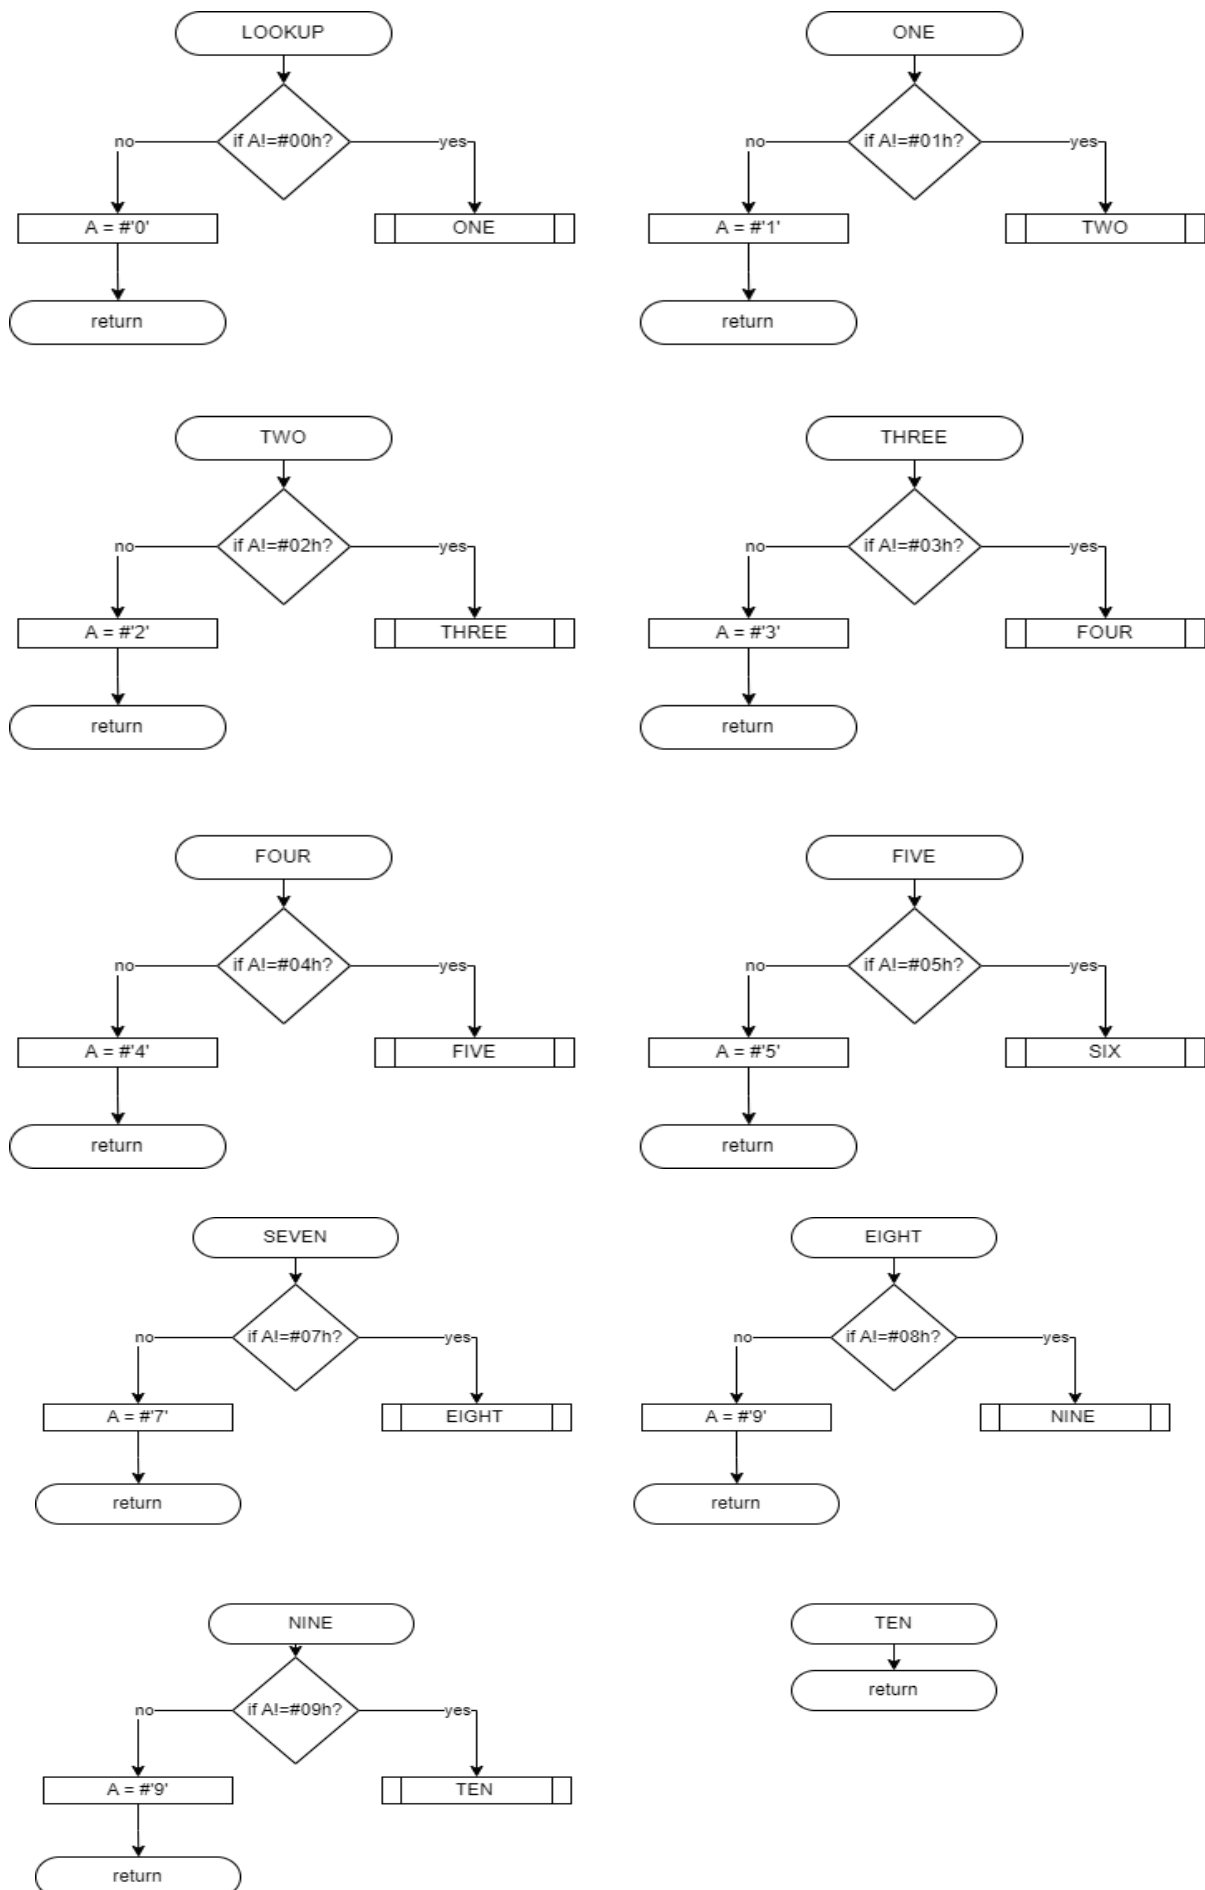 LOOKUP
if A!=#00h?
no
yes
A = #'0'
ONE
return
ONE
if A!=#01h?
no
yes
A = #'1'
TWO
return
TWO
if A!=#02h?
no
yes
A = #'2'
THREE
return
THREE
if A!=#03h?
no
yes
A = #'3'
FOUR
return
FOUR
if A!=#04h?
no
yes
A = #'4'
FIVE
return
FIVE
if A!=#05h?
no
yes
A = #'5'
SIX
return
SEVEN
if A!=#07h?
no
yes
A = #'7'
EIGHT
return
EIGHT
if A!=#08h?
no
yes
A = #'9'
NINE
return
NINE
if A!=#09h?
no
yes
A = #'9'
TEN
return
TEN
return